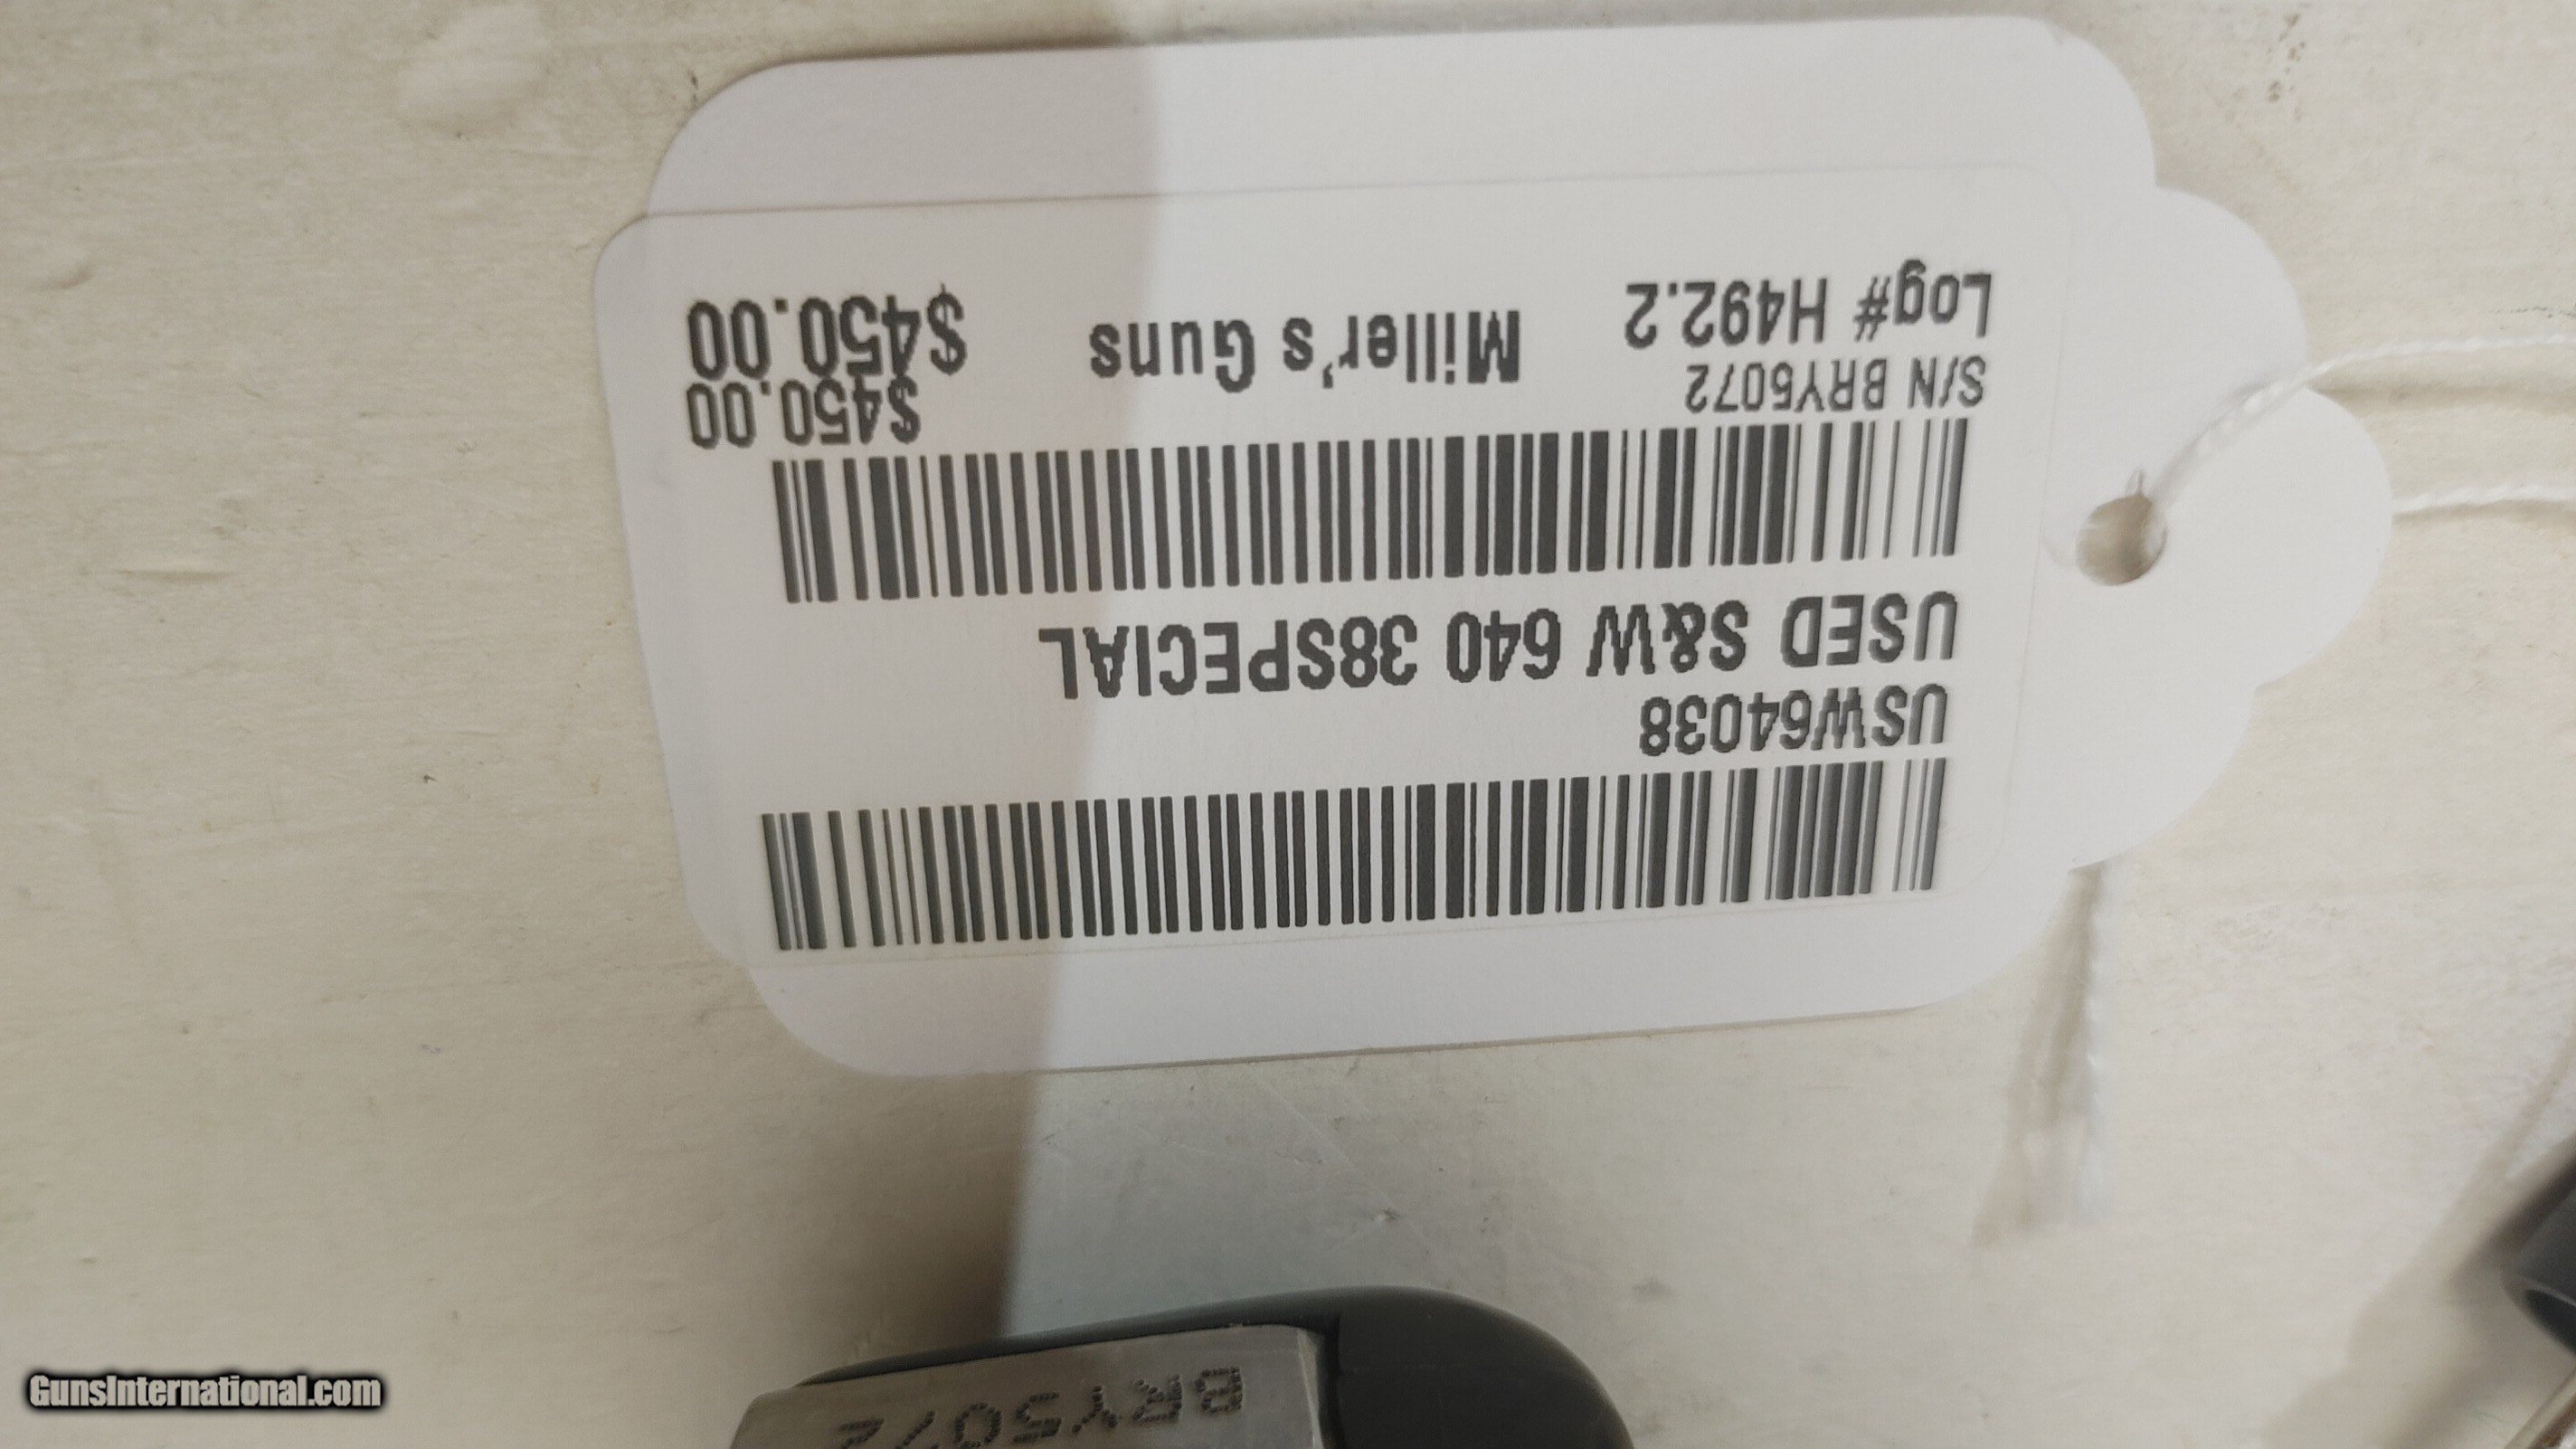 USW64038
USED S&W 640 38SPECIAL
S/N BRY5072 $450.00
Log# H492.2 Miller's Guns $450.00
BRY5072
GunsInternational.com